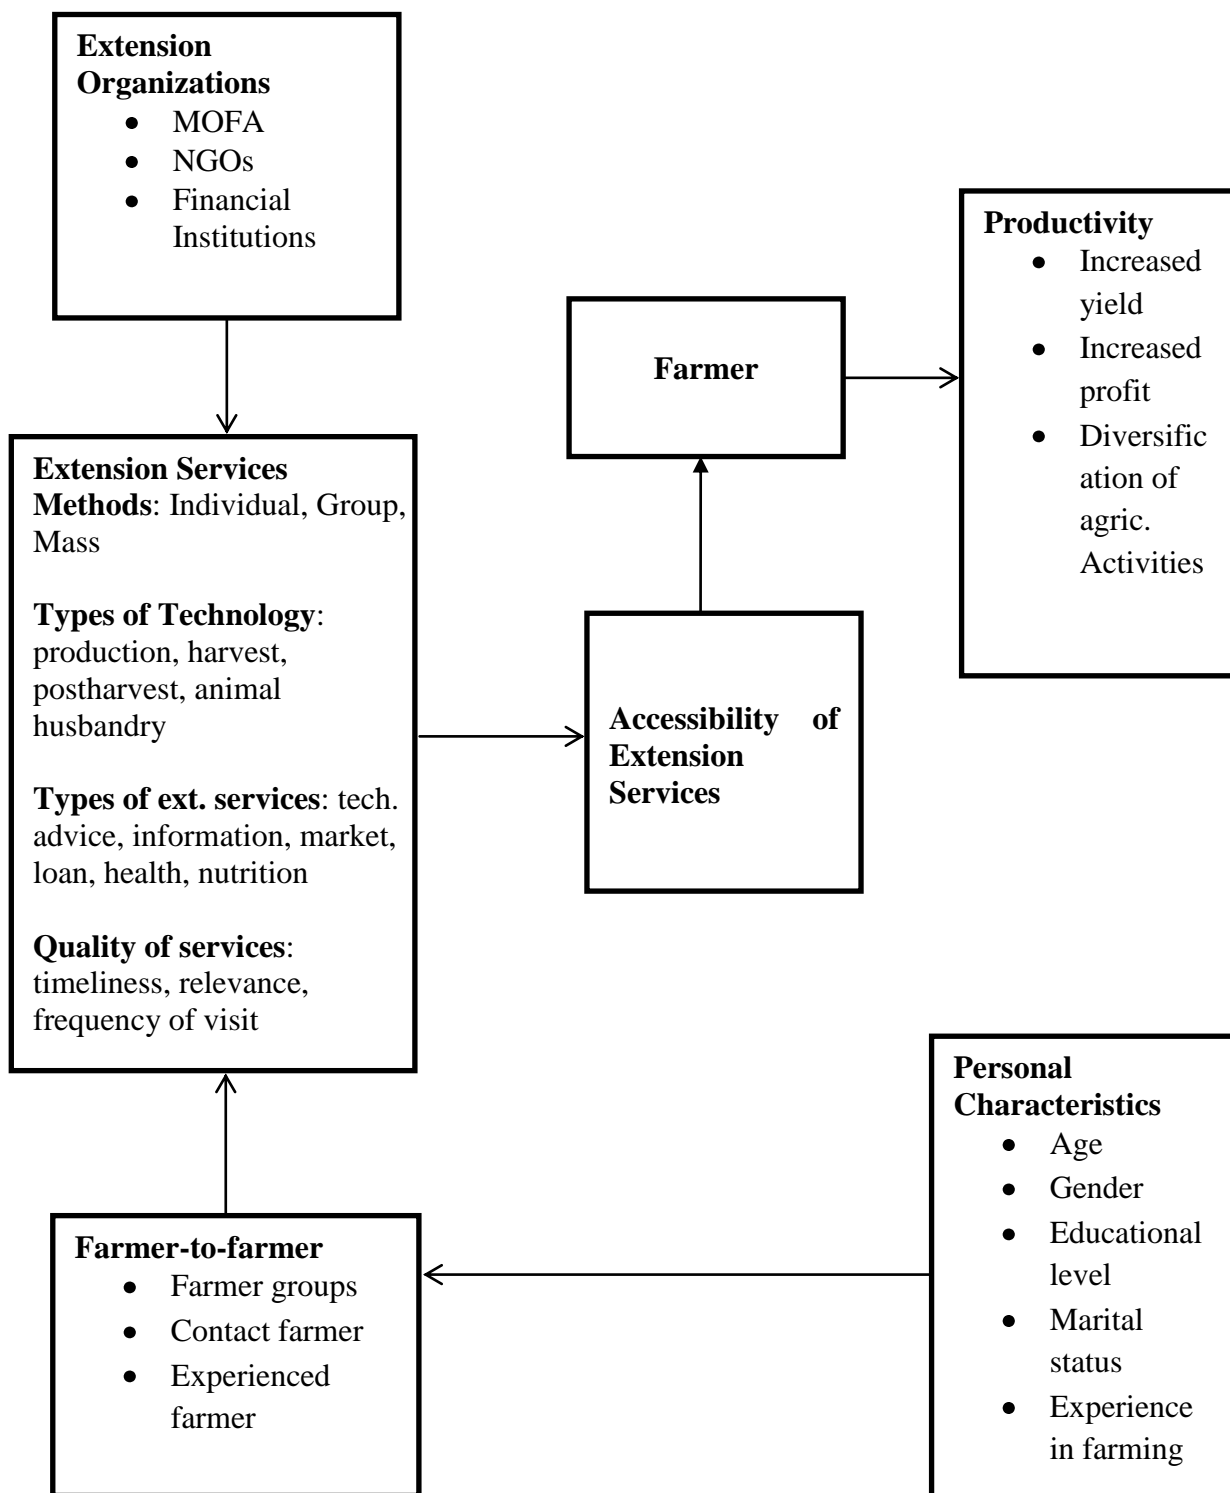 Extension
Organizations
• MOFA
• NGOs
• Financial
Institutions
Productivity
• Increased
yield
• Increased
profit
• Diversific
ation of
agric.
Activities
Farmer
Extension Services
Methods: Individual, Group,
Mass
Types of Technology:
production, harvest,
postharvest, animal
husbandry
Types of ext. services: tech.
advice, information, market,
loan, health, nutrition
Quality of services:
timeliness, relevance,
frequency of visit
Accessibility of
Extension
Services
Personal
Characteristics
• Age
• Gender
• Educational
level
• Marital
status
• Experience
in farming
Farmer-to-farmer
• Farmer groups
• Contact farmer
• Experienced
farmer